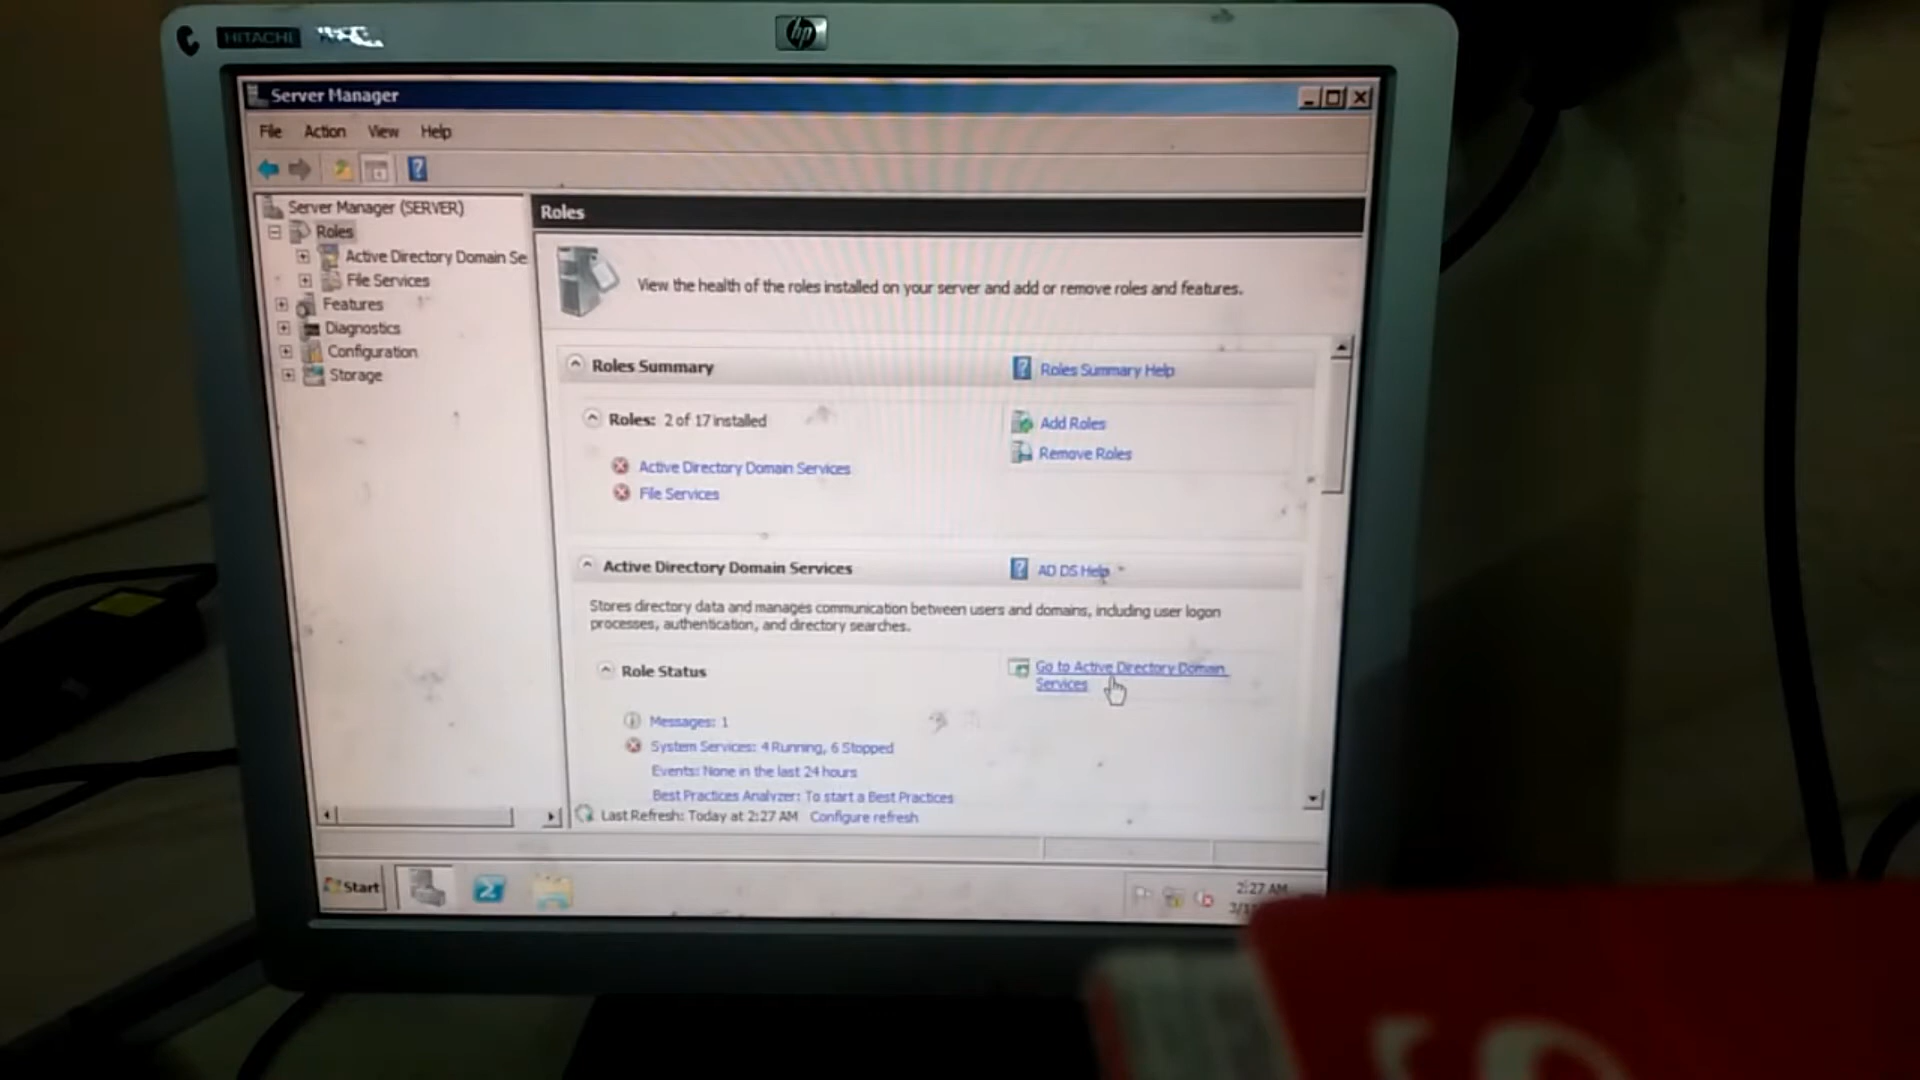 HITACHI
hp
Server Manager
File Action View Help
Server Manager (SERVER)
Roles
Active Directory Domain Se
File Services
Features
Diagnostics
Configuration
Storage
Roles
View the health of the roles installed on your server and add or remove roles and features.
Roles Summary
Roles Summary Help
Roles: 2 of 17 installed
Add Roles
Remove Roles
Active Directory Domain Services
File Services
Active Directory Domain Services
AD DS Help
Stores directory data and manages communication between users and domains, including user logon
processes, authentication, and directory searches.
Role Status
Go to Active Directory Domain
Services
Messages: 1
System Services: 4 Running, 6 Stopped
Events: None in the last 24 hours
Best Practices Analyzer: To start a Best Practices
Last Refresh: Today at 2:27 AM Configure refresh
Start
2:27 AM